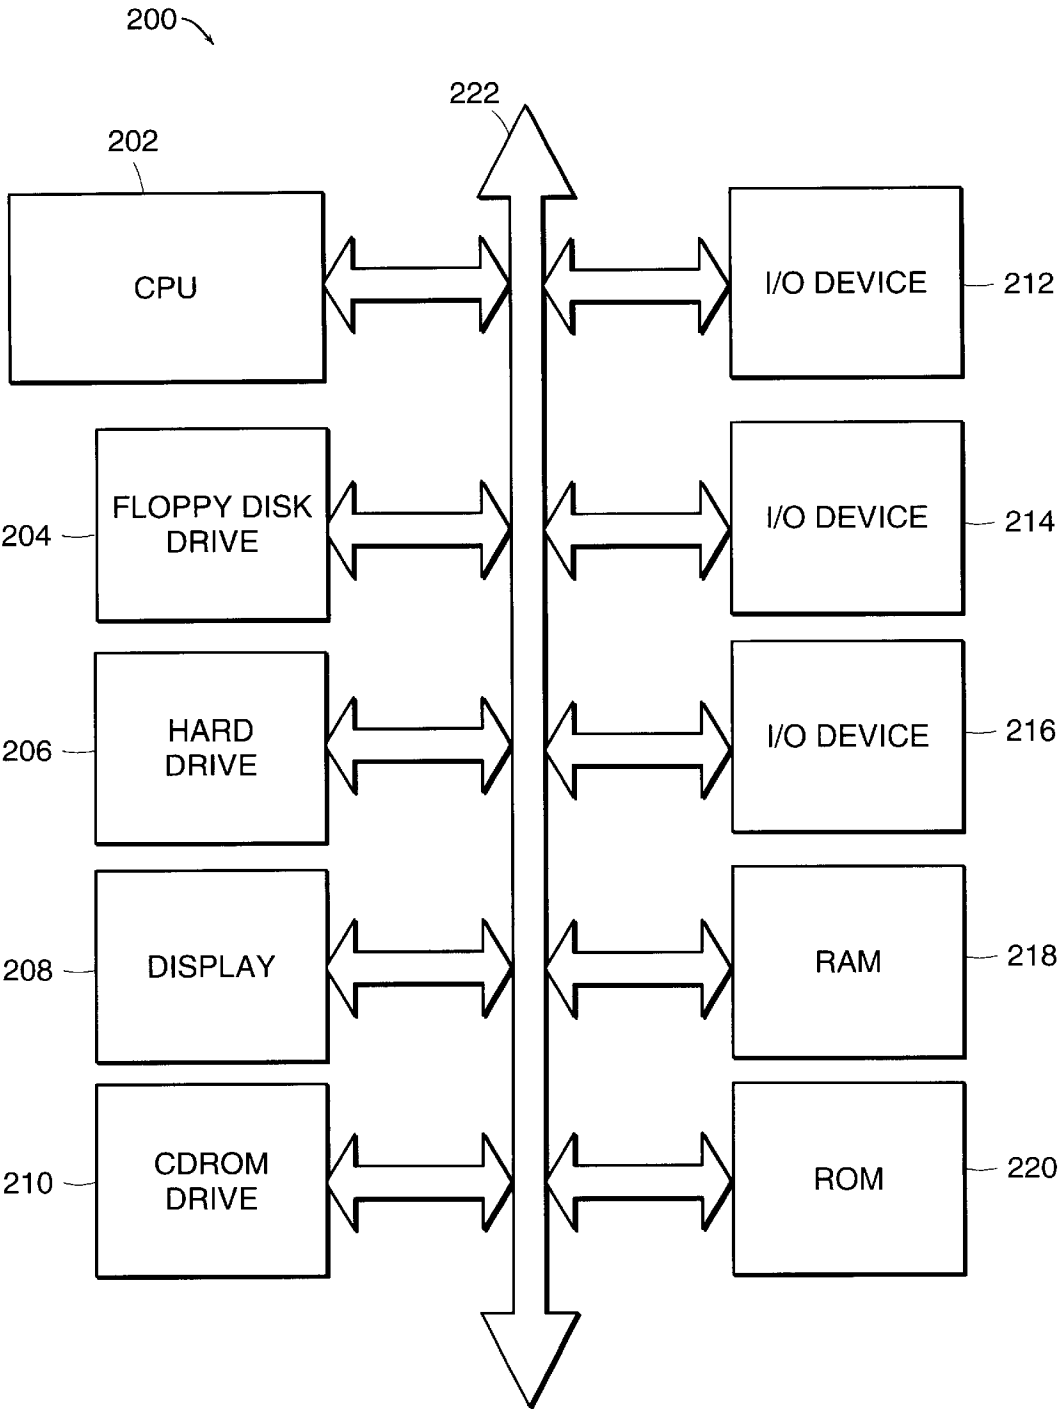 200
222
202
CPU
I/O DEVICE
212
204
FLOPPY DISK
DRIVE
I/O DEVICE
214
206
HARD
DRIVE
I/O DEVICE
216
208
DISPLAY
RAM
218
210
CDROM
DRIVE
ROM
220